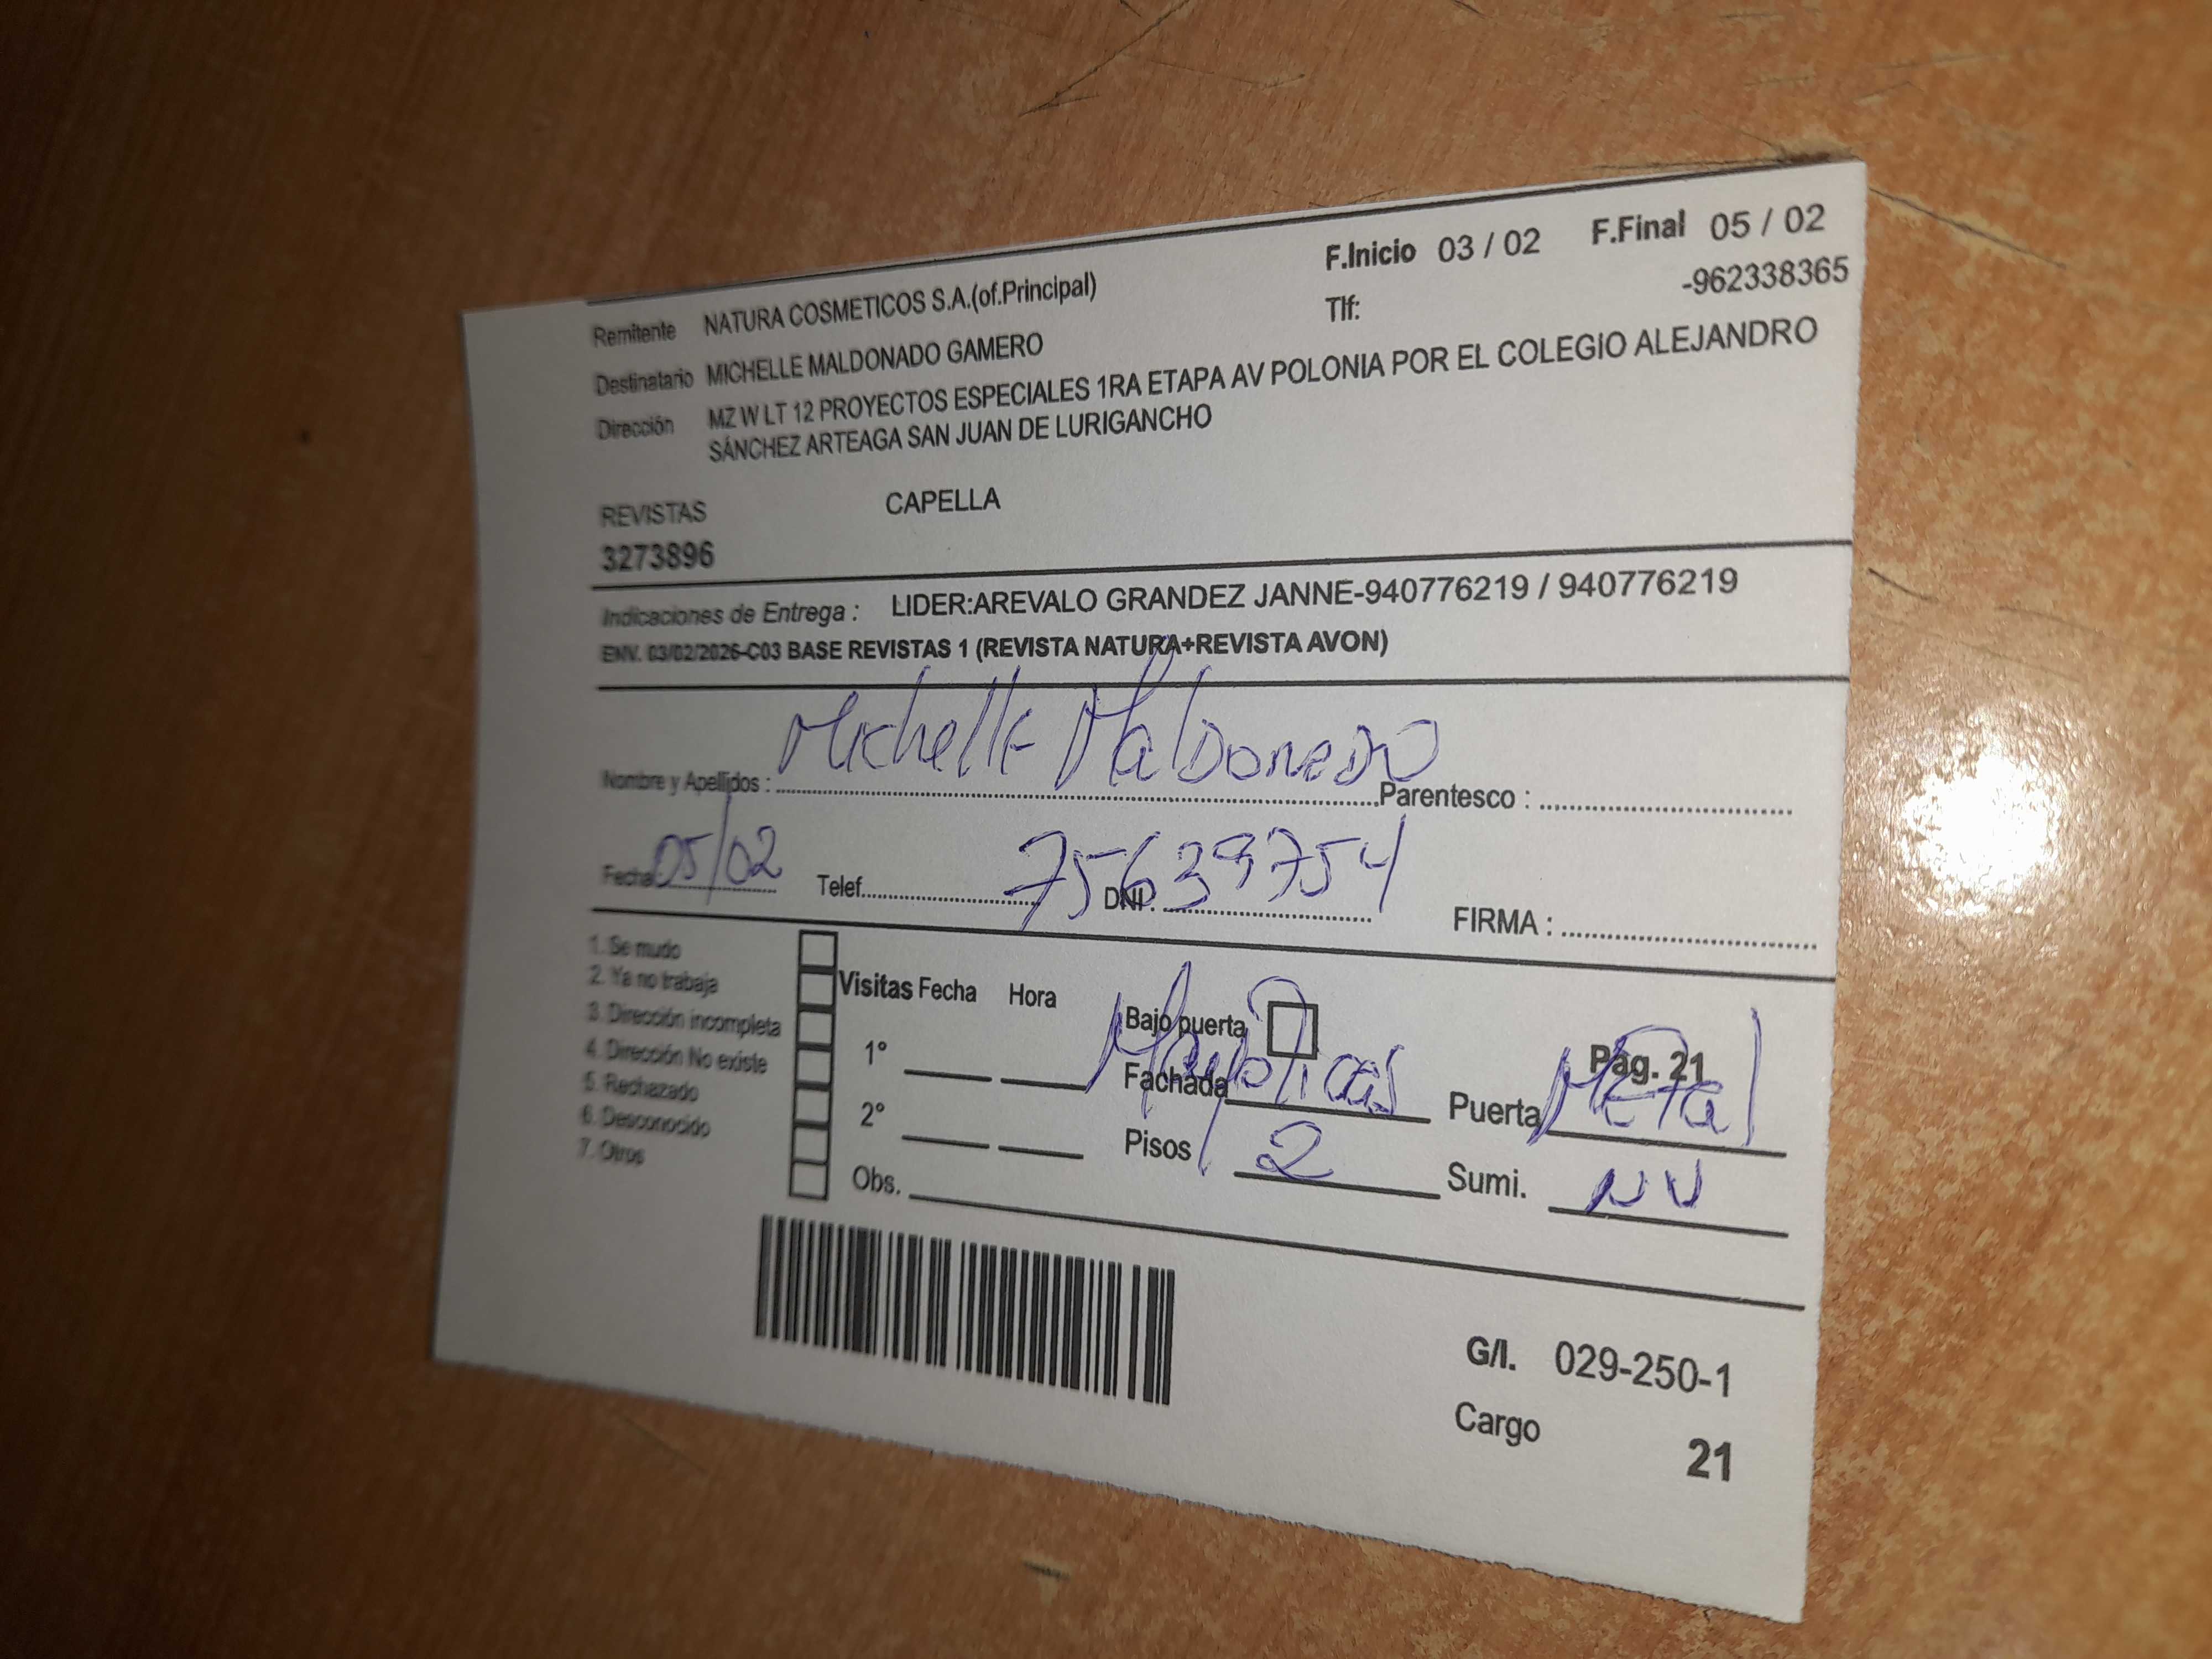 F.Inicio 03 / 02 F.Final 05 / 02
Remitente NATURA COSMETICOS S.A.(of.Principal) Tlf: -962338365
Destinatario MICHELLE MALDONADO GAMERO
Dirección MZ W LT 12 PROYECTOS ESPECIALES 1RA ETAPA AV POLONIA POR EL COLEGIO ALEJANDRO
SÁNCHEZ ARTEAGA SAN JUAN DE LURIGANCHO
REVISTAS CAPELLA
3273896
Indicaciones de Entrega : LIDER:AREVALO GRANDEZ JANNE-940776219 / 940776219
ENV. 03/02/2026-C03 BASE REVISTAS 1 (REVISTA NATURA+REVISTA AVON)
Nombre y Apellidos : Michelle Maldonado Parentesco :
Fecha 05/02 Telef. DNI. 75639754 FIRMA :
1. Se mudo
2. Ya no trabaja
3. Dirección incompleta
4. Dirección No existe
5. Rechazado
6. Desconocido
7. Otros
Visitas Fecha Hora
1°
2°
Obs.
Bajo puerta Pág. 21
Fachada Mayolicas Puerta Metal
Pisos 2 Sumi. NV
G/I. 029-250-1
Cargo 21